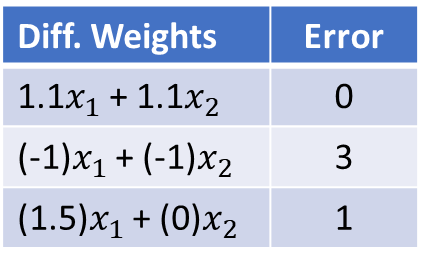 Diff. Weights Error
1.1x₁ + 1.1x₂ 0
(-1)x₁ + (-1)x₂ 3
(1.5)x₁ + (0)x₂ 1